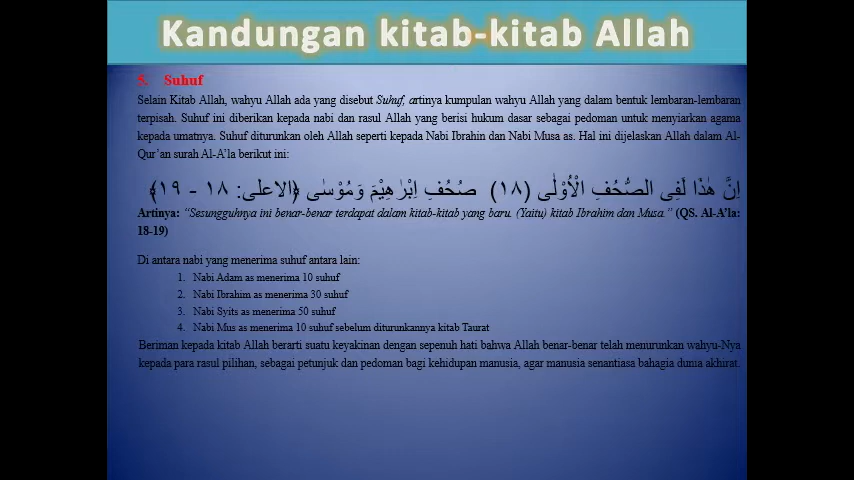 Kandungan kitab-kitab Allah
5. Suhuf
Selain Kitab Allah, wahyu Allah ada yang disebut Suhuf, artinya kumpulan wahyu Allah yang dalam bentuk lembaran-lembaran
terpisah. Suhuf ini diberikan kepada nabi dan rasul Allah yang berisi hukum dasar sebagai pedoman untuk menyiarkan agama
kepada umatnya. Suhuf diturunkan oleh Allah seperti kepada Nabi Ibrahin dan Nabi Musa as. Hal ini dijelaskan Allah dalam Al-
Qur’an surah Al-A’la berikut ini:
اِنَّ هٰذَا لَفِى الصُّحُفِ الْاُوْلٰى (١٨) صُحُفِ اِبْرٰهِيْمَ وَمُوْسٰى ﴿الاعلى: ١٨ - ١٩﴾
Artinya: “Sesungguhnya ini benar-benar terdapat dalam kitab-kitab yang baru. (Yaitu) kitab Ibrahim dan Musa.” (QS. Al-A’la:
18-19)
Di antara nabi yang menerima suhuf antara lain:
1. Nabi Adam as menerima 10 suhuf
2. Nabi Ibrahim as menerima 30 suhuf
3. Nabi Syits as menerima 50 suhuf
4. Nabi Mus as menerima 10 suhuf sebelum diturunkannya kitab Taurat
Beriman kepada kitab Allah berarti suatu keyakinan dengan sepenuh hati bahwa Allah benar-benar telah menurunkan wahyu-Nya
kepada para rasul pilihan, sebagai petunjuk dan pedoman bagi kehidupan manusia, agar manusia senantiasa bahagia dunia akhirat.